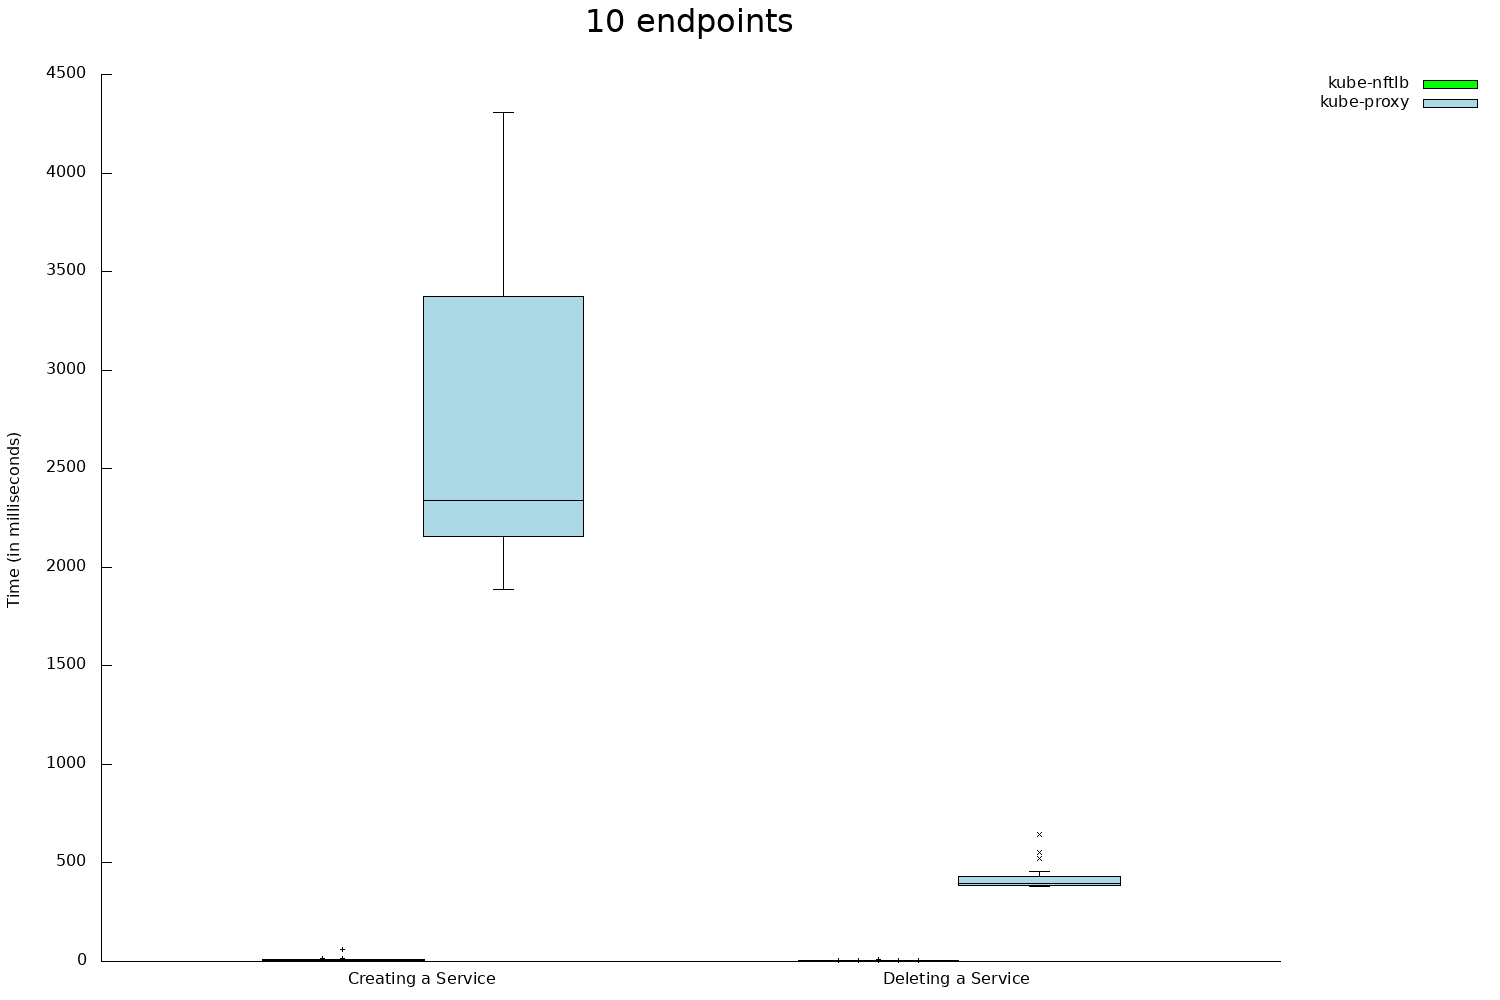 10 endpoints
kube-nftlb
kube-proxy
Time (in milliseconds)
4500
4000
3500
3000
2500
2000
1500
1000
500
0
Creating a Service
Deleting a Service